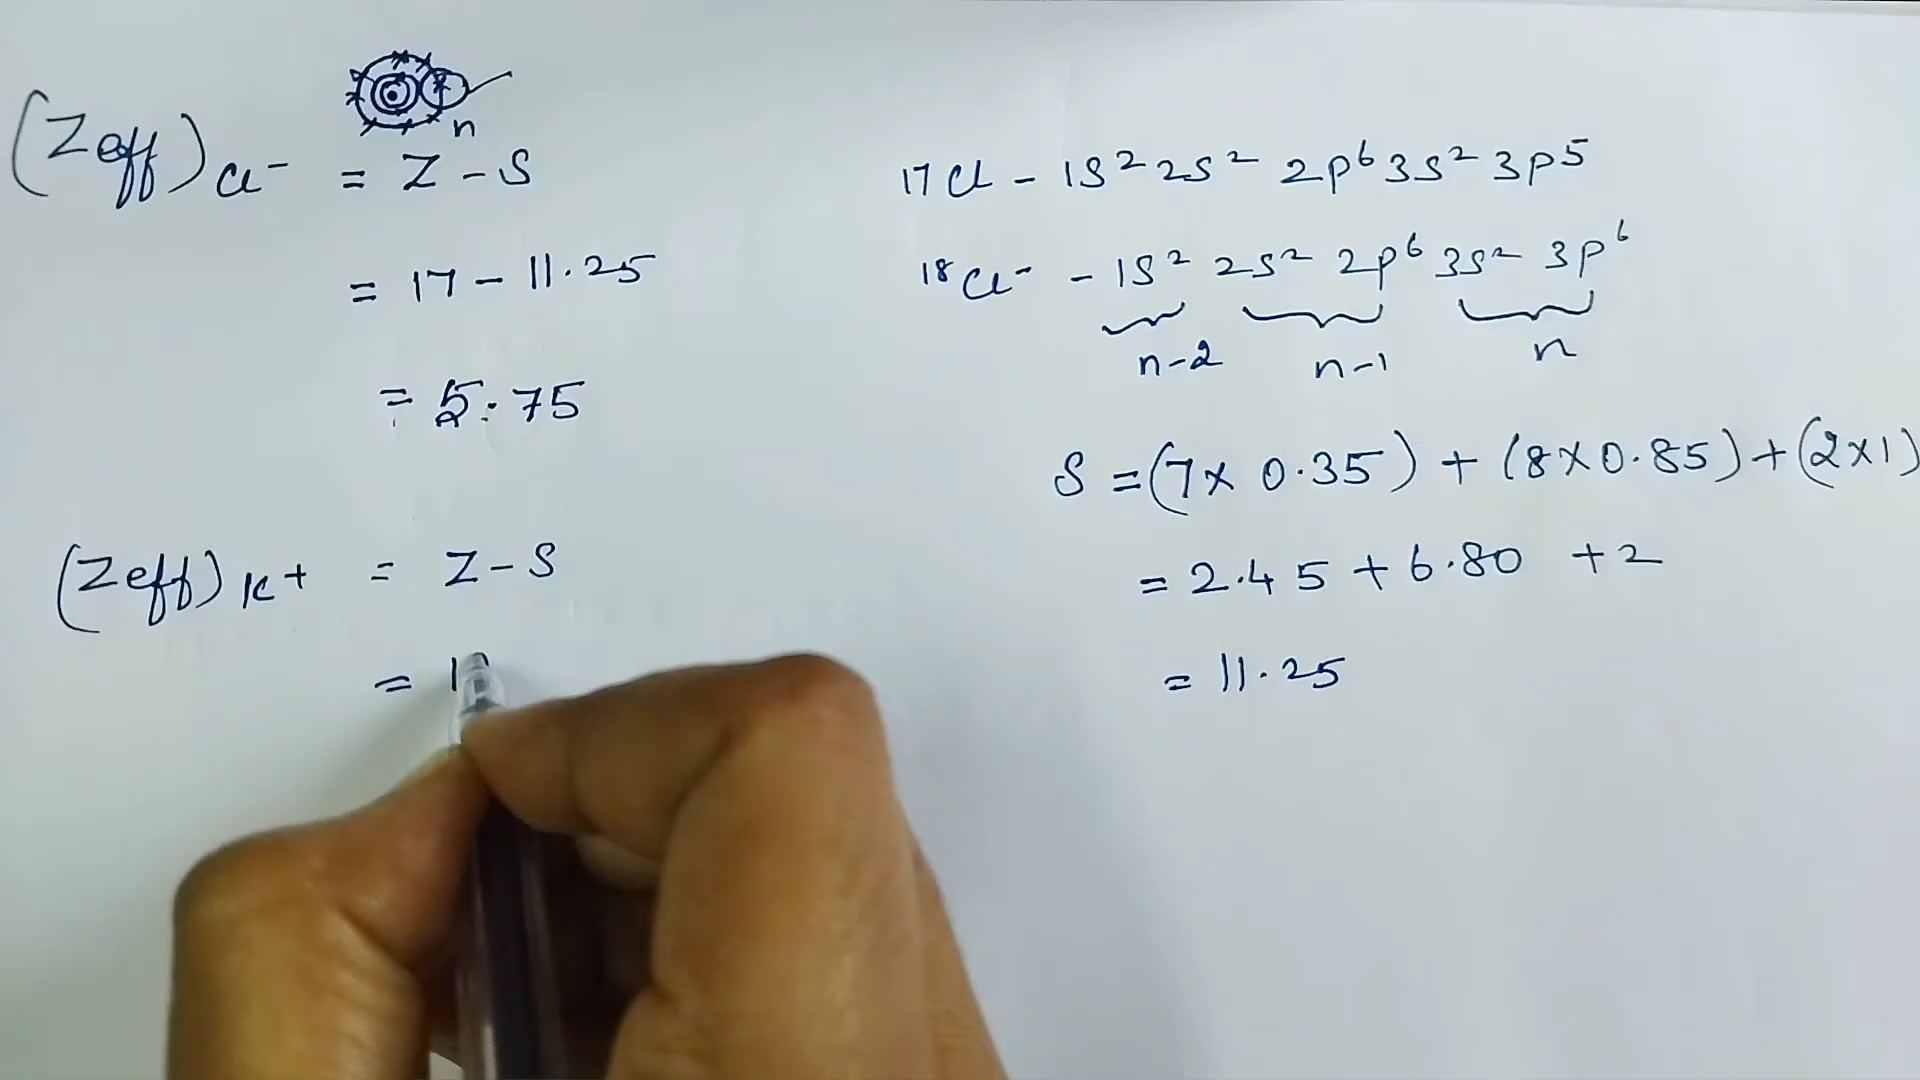 n
(Zeff)Cl⁻ = Z - S
= 17 - 11.25
= 5.75
(Zeff)K⁺ = Z - S
= 1
17Cl - 1S² 2S² 2p⁶ 3S² 3p⁵
18Cl⁻ - 1S² 2S² 2p⁶ 3S² 3p⁶
n-2 n-1 n
S = (7 × 0.35) + (8 × 0.85) + (2×1)
= 2.45 + 6.80 + 2
= 11.25